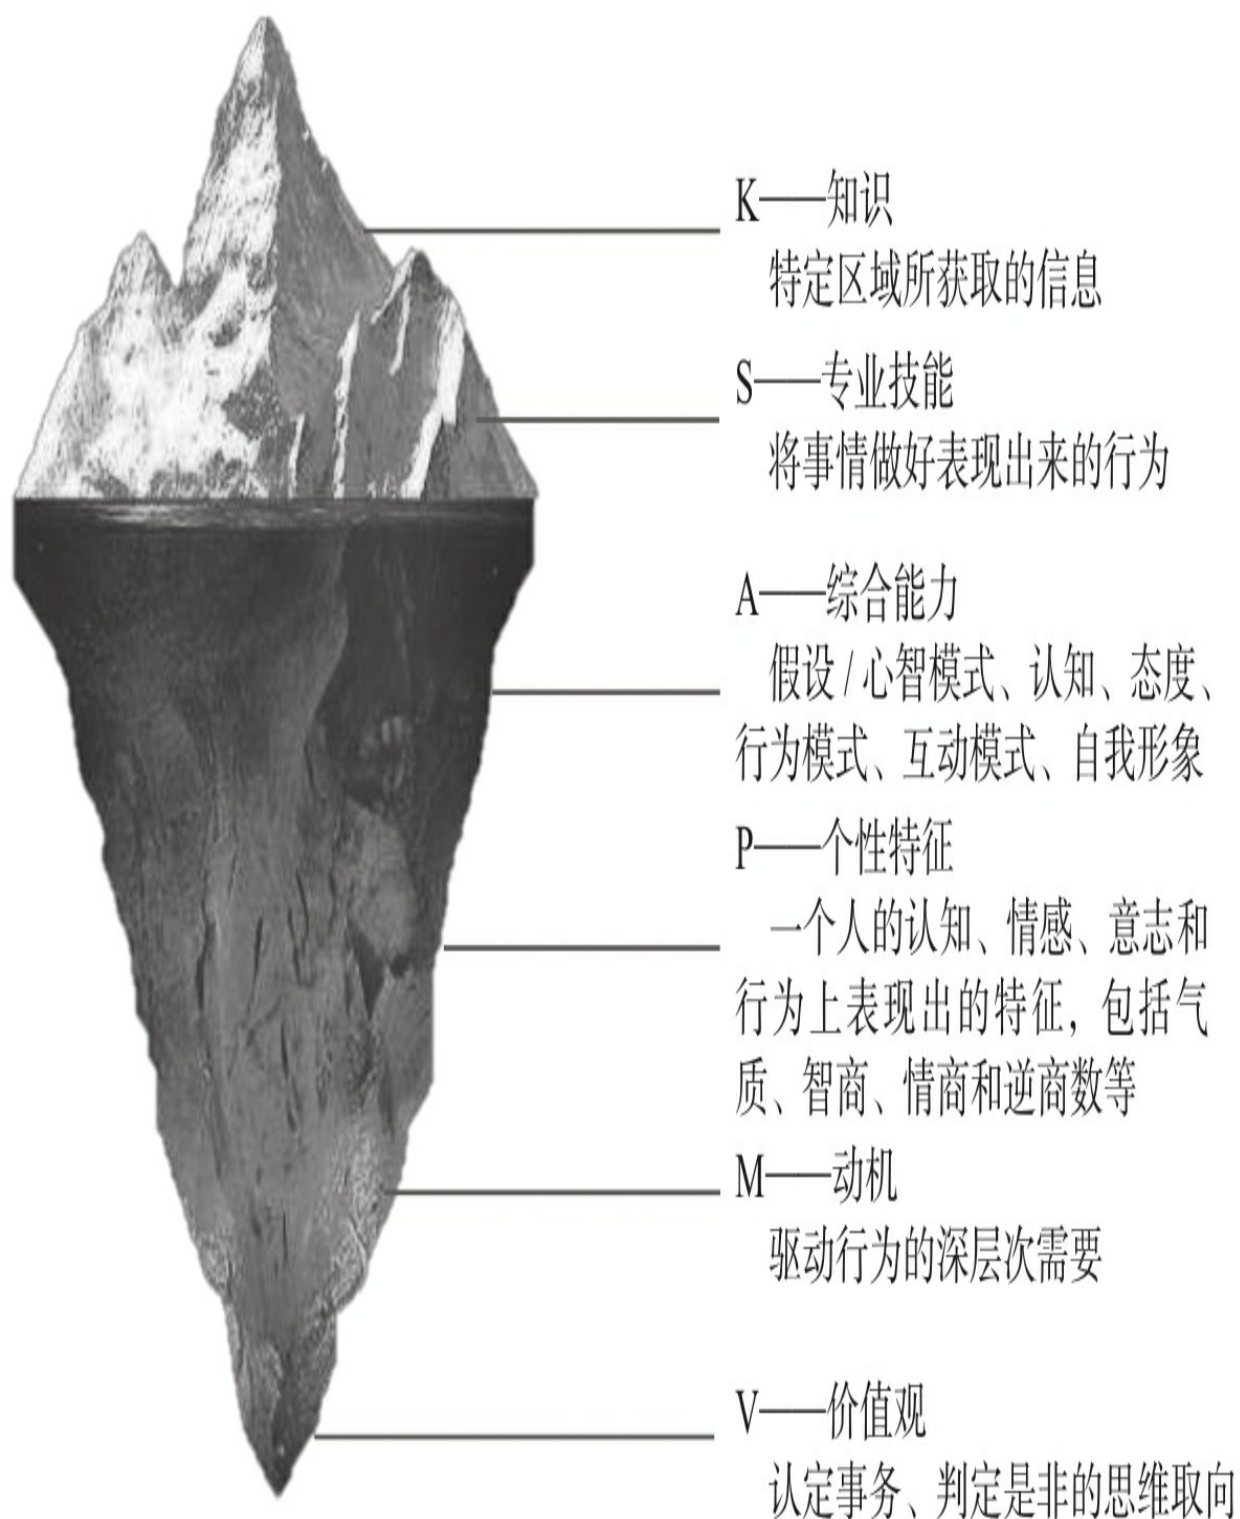 K——知识
特定区域所获取的信息
S——专业技能
将事情做好表现出来的行为
A——综合能力
假设/心智模式、认知、态度、
行为模式、互动模式、自我形象
P——个性特征
一个人的认知、情感、意志和
行为上表现出的特征，包括气
质、智商、情商和逆商数等
M——动机
驱动行为的深层次需要
V——价值观
认定事务、判定是非的思维取向